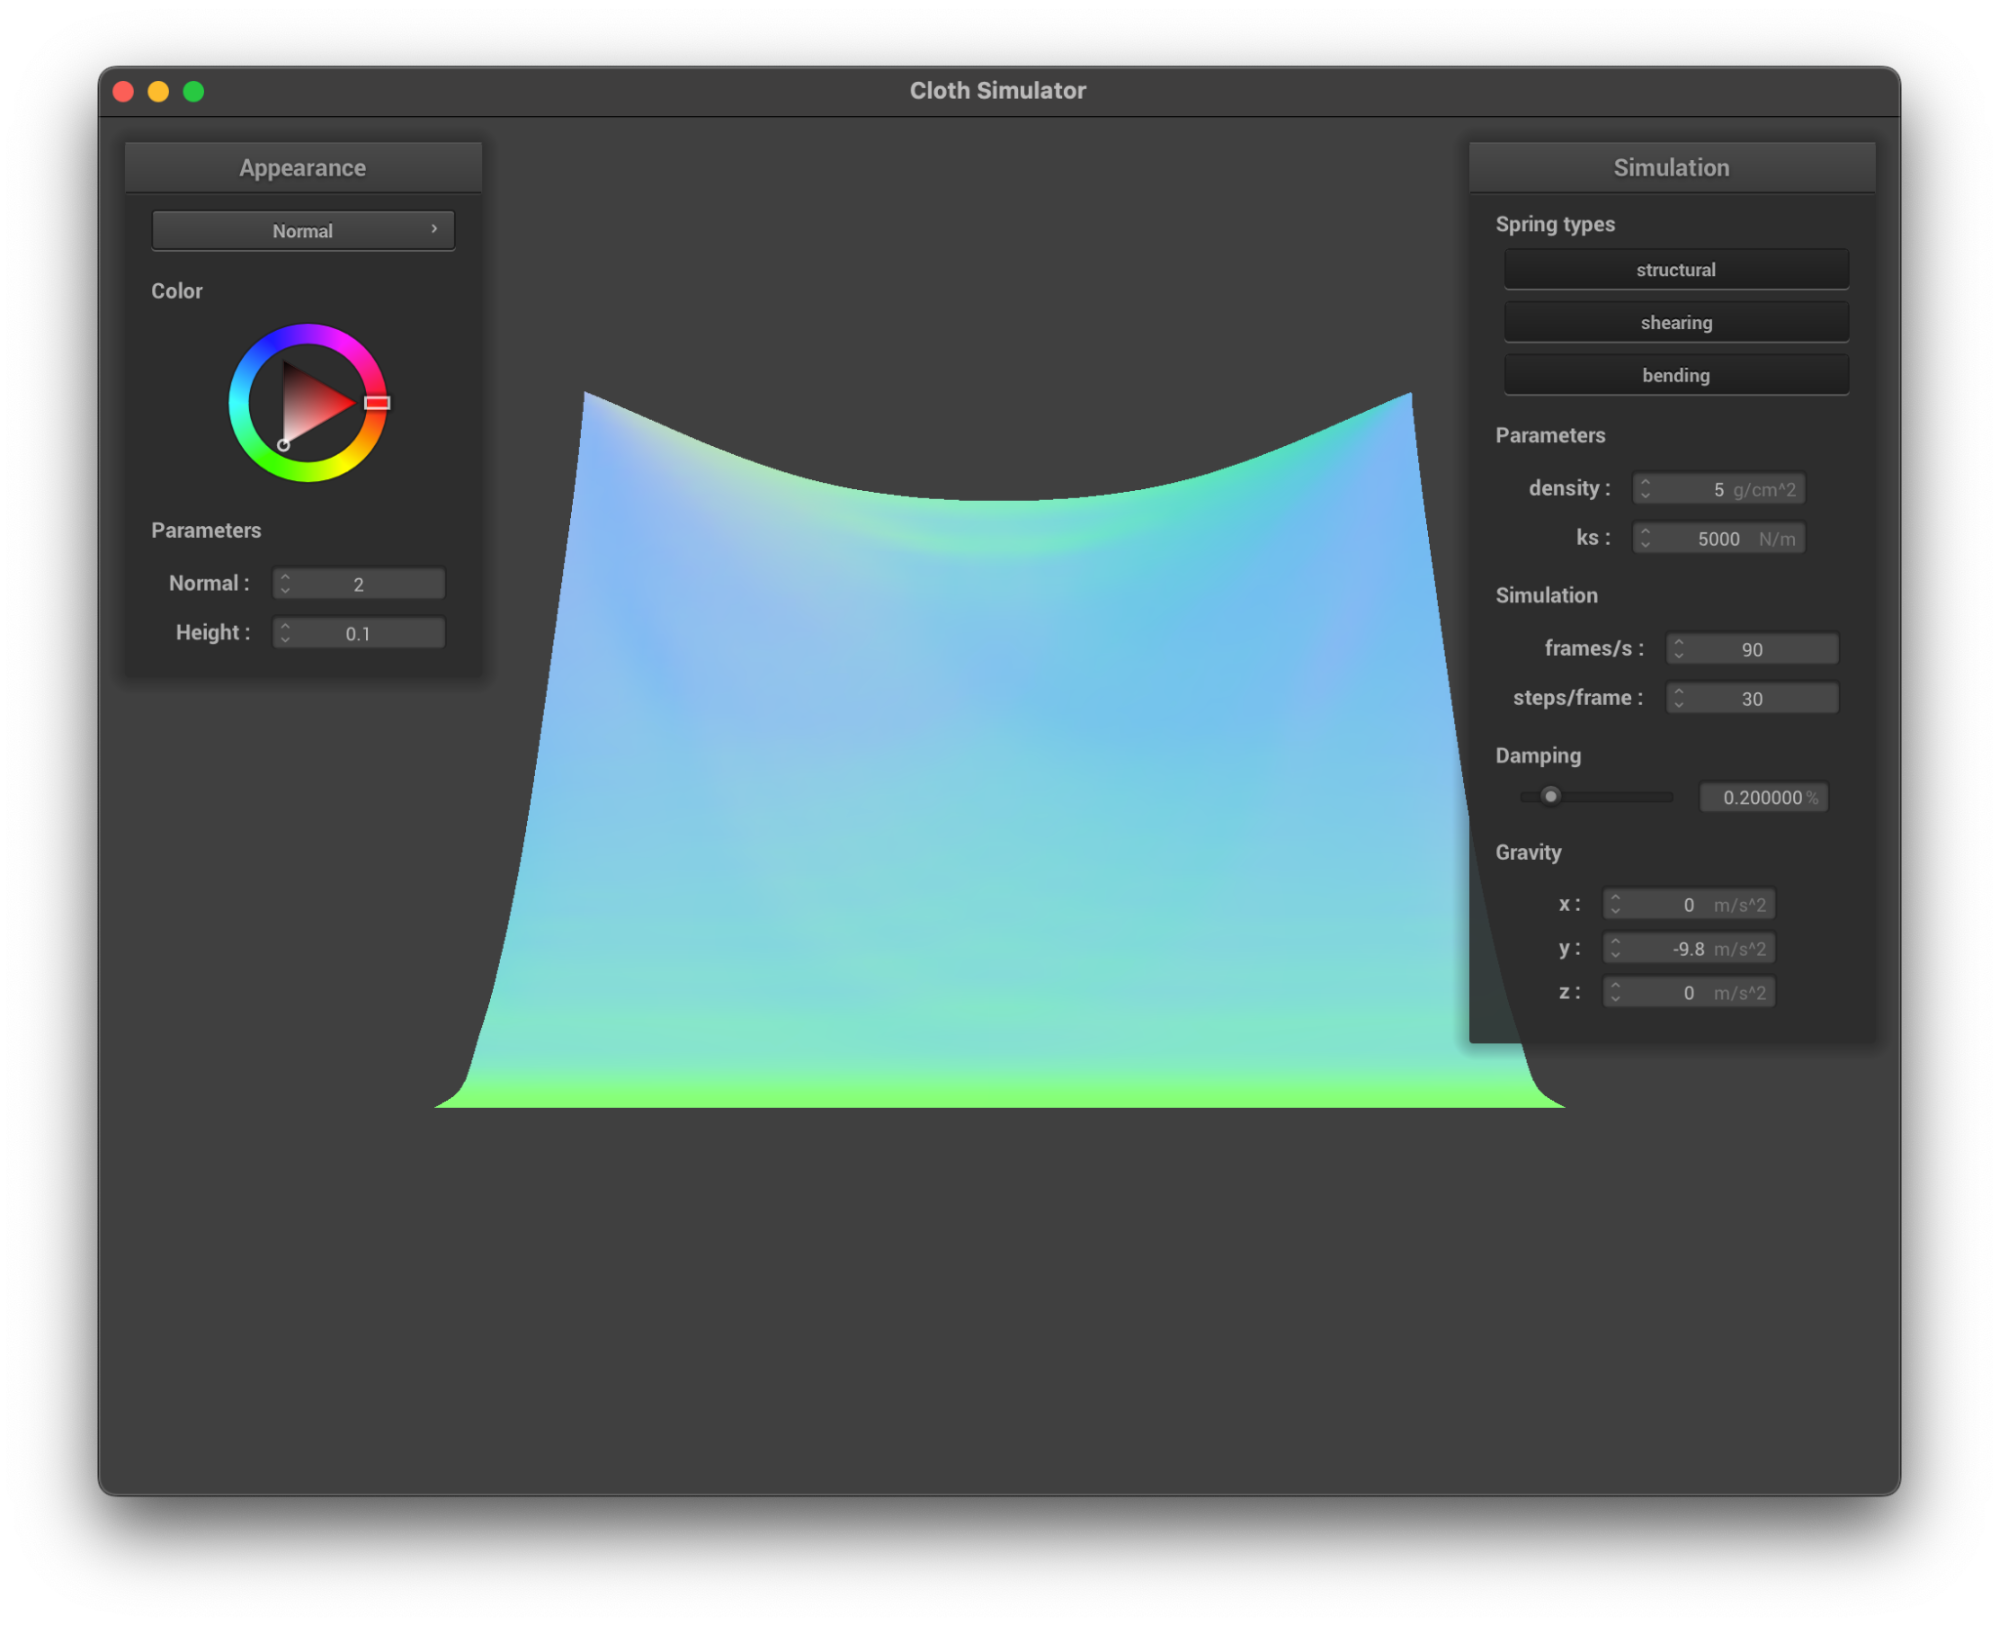 Cloth Simulator
Appearance
Normal
Color
Parameters
Normal : 2
Height : 0.1
Simulation
Spring types
structural
shearing
bending
Parameters
density : 5 g/cm^2
ks : 5000 N/m
Simulation
frames/s : 90
steps/frame : 30
Damping
0.200000 %
Gravity
x : 0 m/s^2
y : -9.8 m/s^2
z : 0 m/s^2